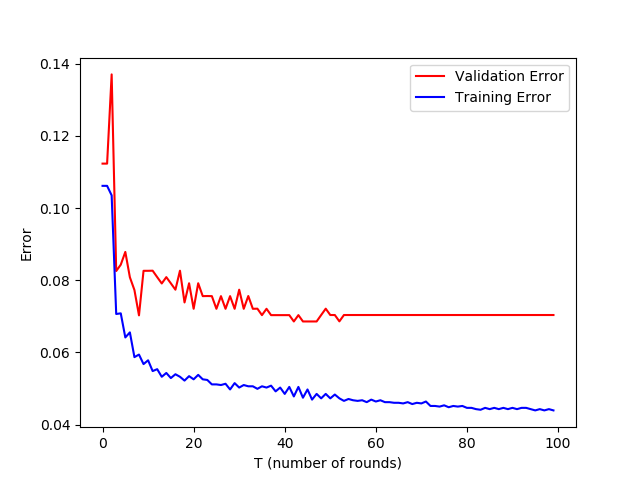 0.14
0.12
0.10
0.08
0.06
0.04
Error
0 20 40 60 80 100
T (number of rounds)
Validation Error
Training Error